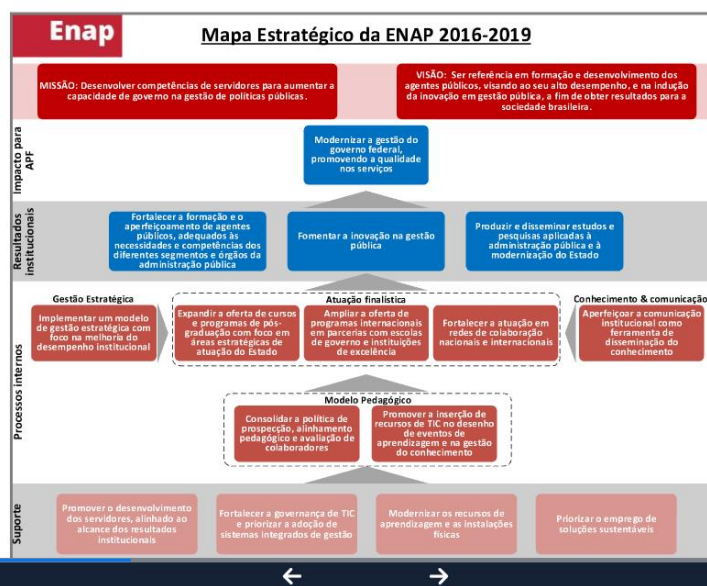 Enap
Mapa Estratégico da ENAP 2016-2019
MISSÃO: Desenvolver competências de servidores para aumentar a
capacidade de governo na gestão de políticas públicas.
VISÃO: Ser referência em formação e desenvolvimento dos
agentes públicos, visando ao seu alto desempenho, e na indução
da inovação em gestão pública, a fim de obter resultados para a
sociedade brasileira.
Impacto para
APF
Modernizar a gestão do
governo federal,
promovendo a qualidade
nos serviços
Resultados
institucionais
Fortalecer a formação e o
aperfeiçoamento de agentes
públicos, adequados às
necessidades e competências dos
diferentes segmentos e órgãos da
administração pública
Fomentar a inovação na gestão
pública
Produzir e disseminar estudos e
pesquisas aplicadas à
administração pública e à
modernização do Estado
Processos internos
Gestão Estratégica
Implementar um modelo
de gestão estratégica com
foco na melhoria do
desempenho institucional
Atuação finalística
Expandir a oferta de cursos
e programas de pós-
graduação com foco em
áreas estratégicas de
atuação do Estado
Ampliar a oferta de
programas internacionais
em parcerias com escolas
de governo e instituições
de excelência
Fortalecer a atuação em
redes de colaboração
nacionais e internacionais
Conhecimento & comunicação
Aperfeiçoar a comunicação
institucional como
ferramenta de
disseminação do
conhecimento
Modelo Pedagógico
Consolidar a política de
prospecção, alinhamento
pedagógico e avaliação de
colaboradores
Promover a inserção de
recursos de TIC no desenho
de eventos de
aprendizagem e na gestão
do conhecimento
Suporte
Promover o desenvolvimento
dos servidores, alinhado ao
alcance dos resultados
institucionais
Fortalecer a governança de TIC
e priorizar a adoção de
sistemas integrados de gestão
Modernizar os recursos de
aprendizagem e as instalações
físicas
Priorizar o emprego de
soluções sustentáveis